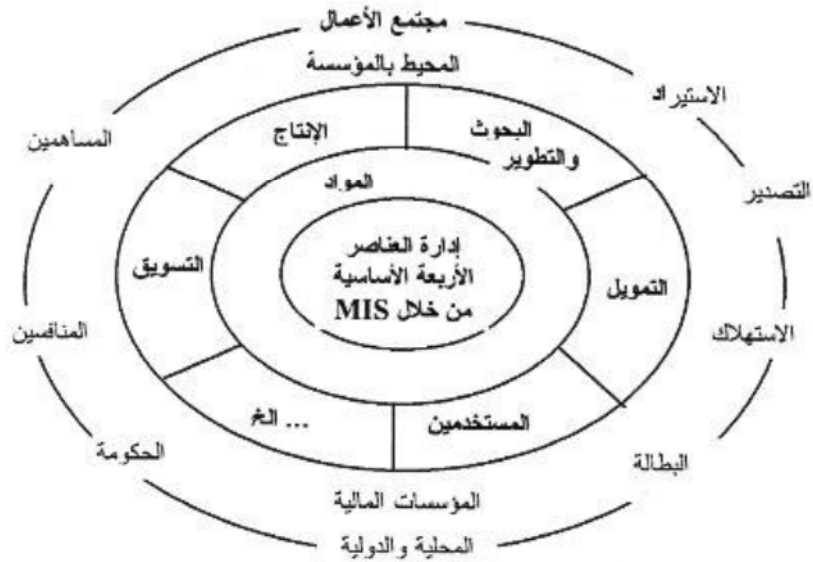 مجتمع الأعمال
المحيط بالمؤسسة
الاستيراد
المساهمين
الإنتاج
البحوث
والتطوير
المواد
التصدير
إدارة العناصر
الأربعة الأساسية
من خلال MIS
التسويق
التمويل
المنافسين
الاستهلاك
... الخ
المستخدمين
الحكومة
البطالة
المؤسسات المالية
المحلية والدولية